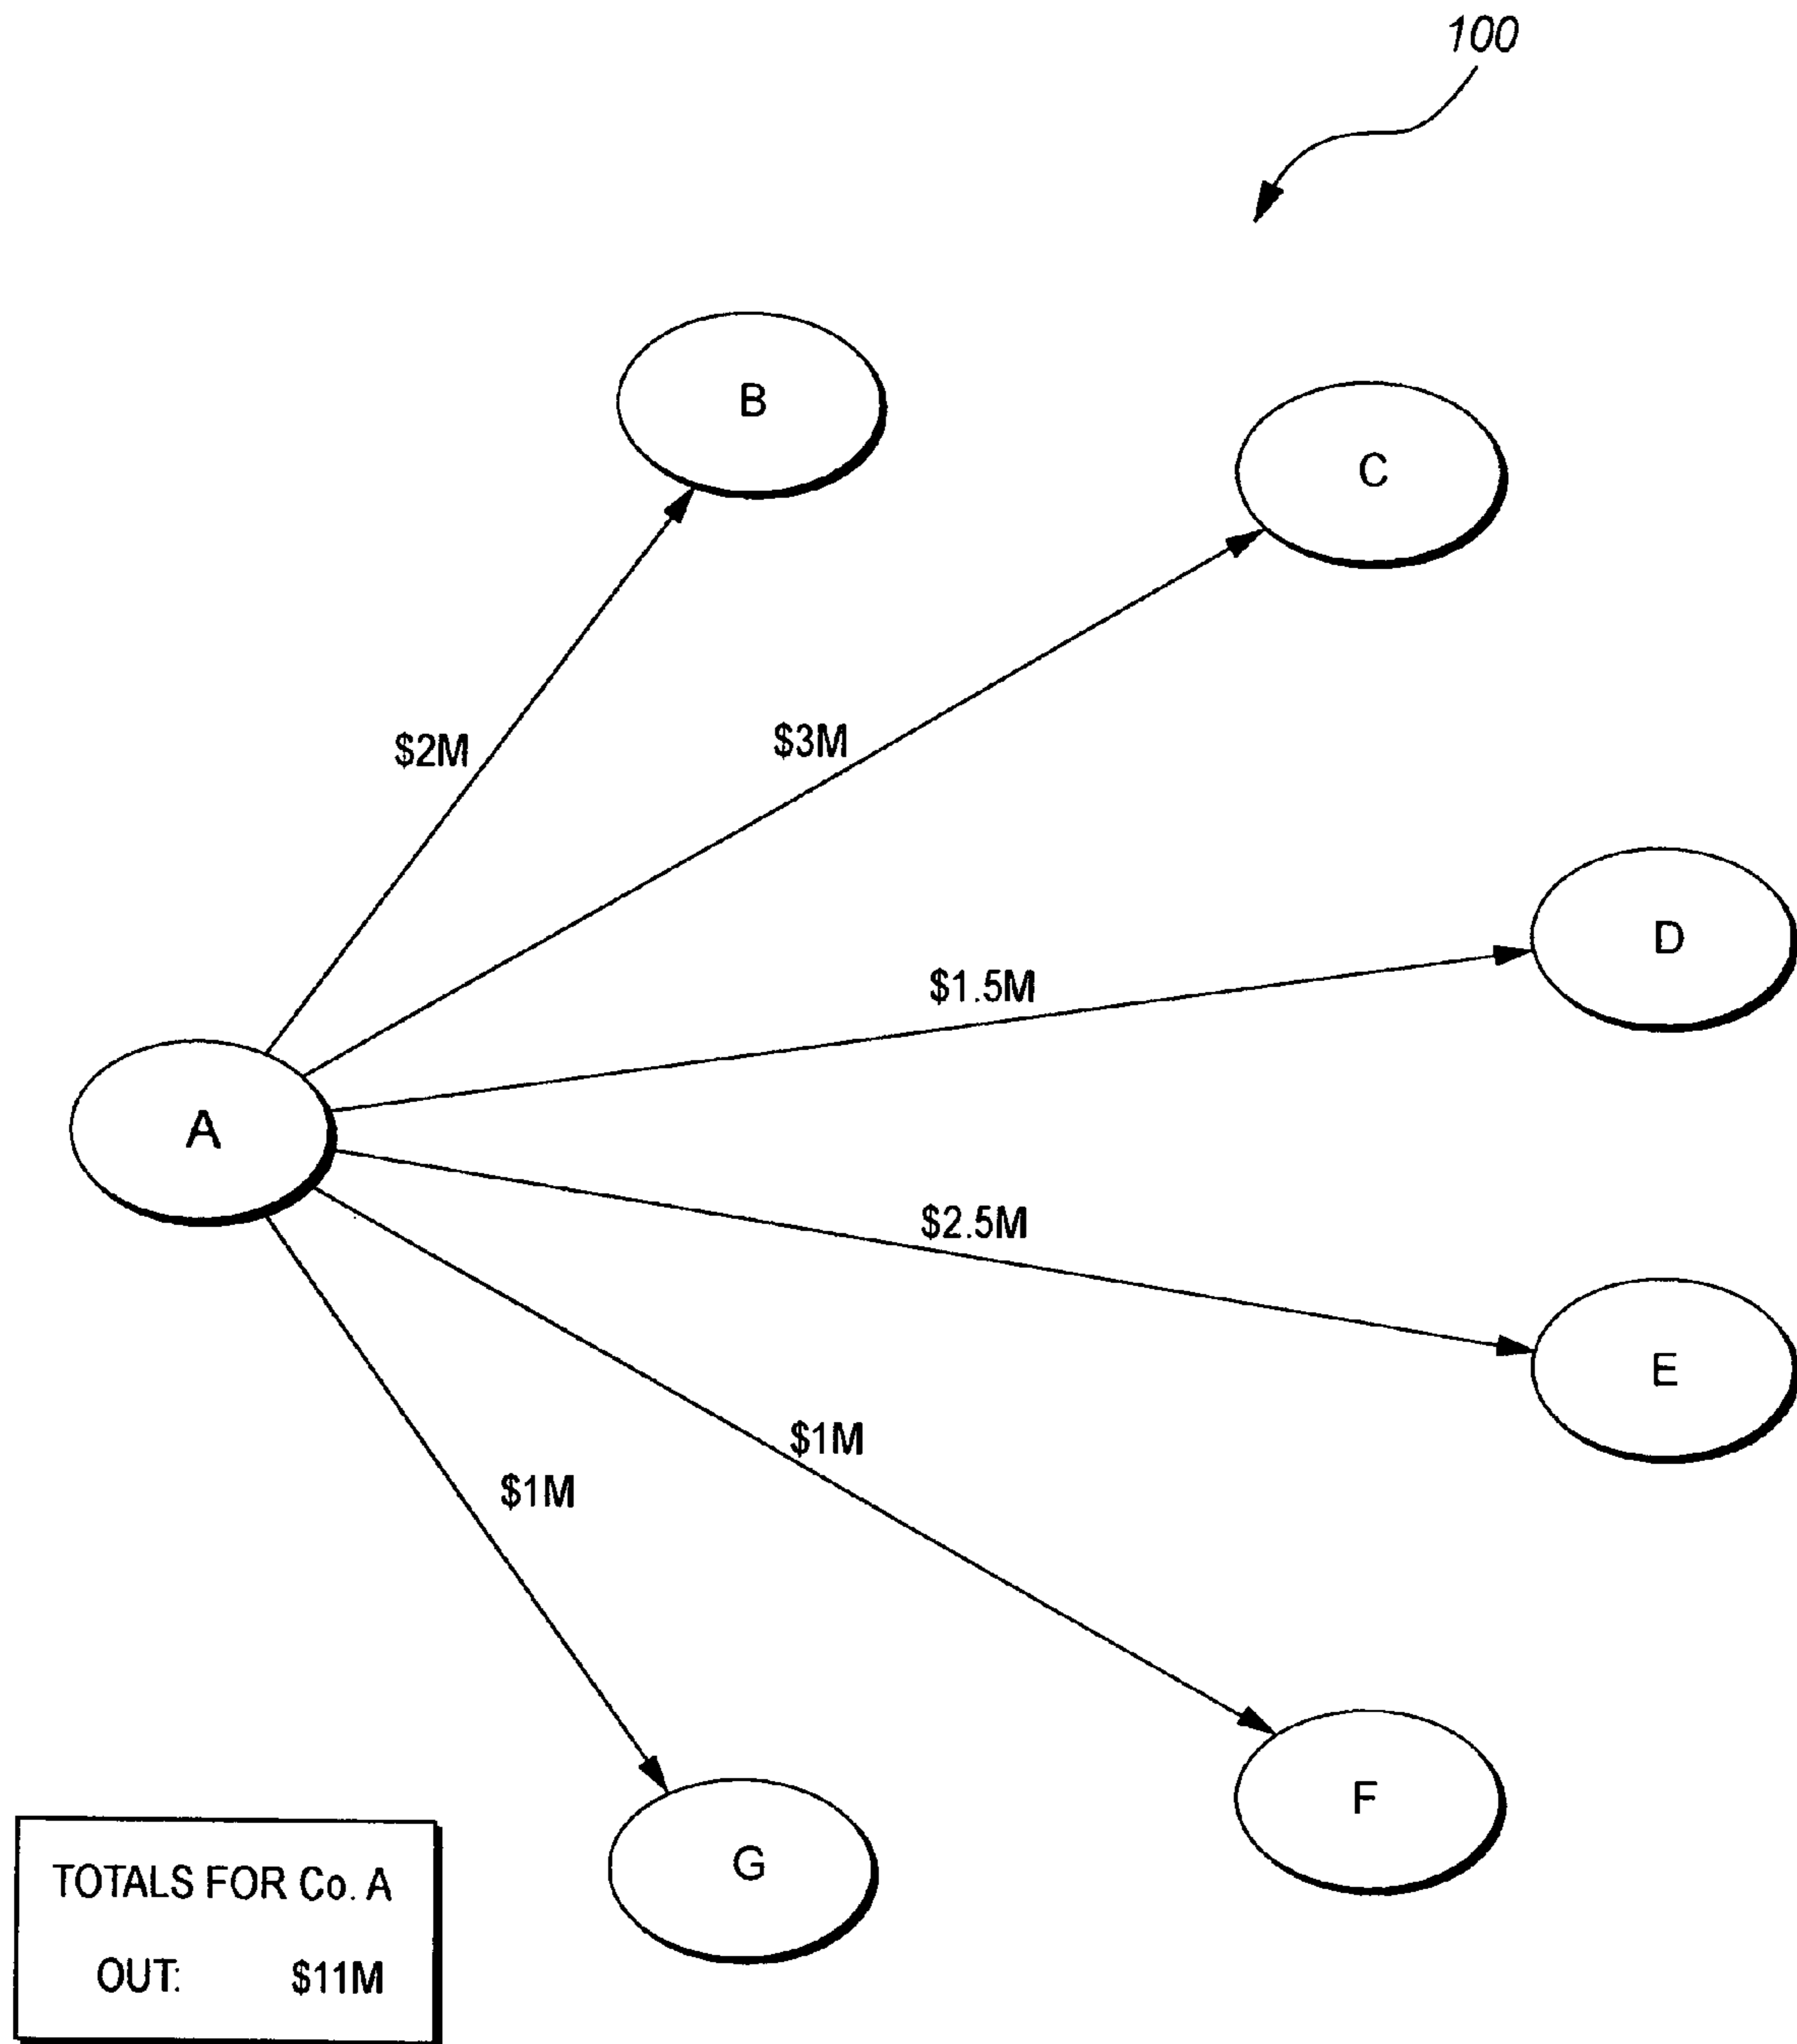 100
B
C
$2M
$3M
D
$1.5M
A
$2.5M
E
$1M
$1M
F
G
TOTALS FOR Co. A
OUT: $11M